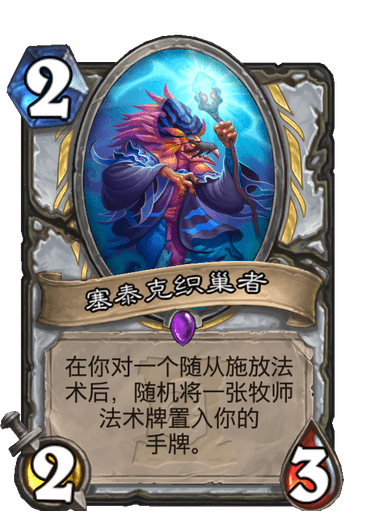 2
塞泰克织巢者
在你对一个随从施放法
术后，随机将一张牧师
法术牌置入你的
手牌。
2
3